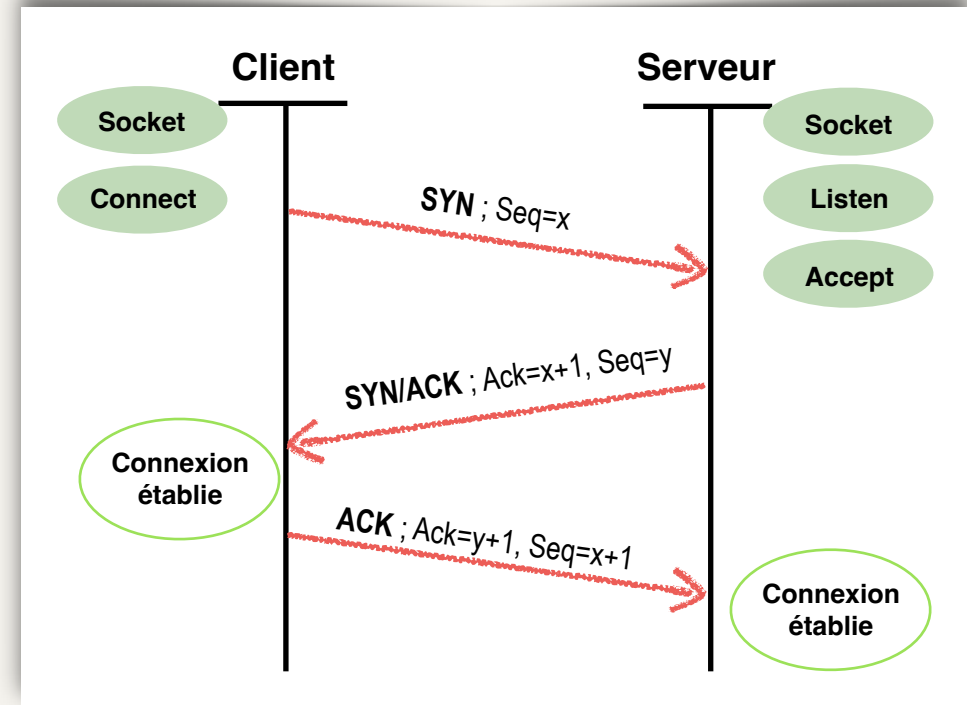 Client
Serveur
Socket
Socket
Connect
SYN ; Seq=x
Listen
Accept
SYN/ACK ; Ack=x+1, Seq=y
Connexion
établie
ACK ; Ack=y+1, Seq=x+1
Connexion
établie